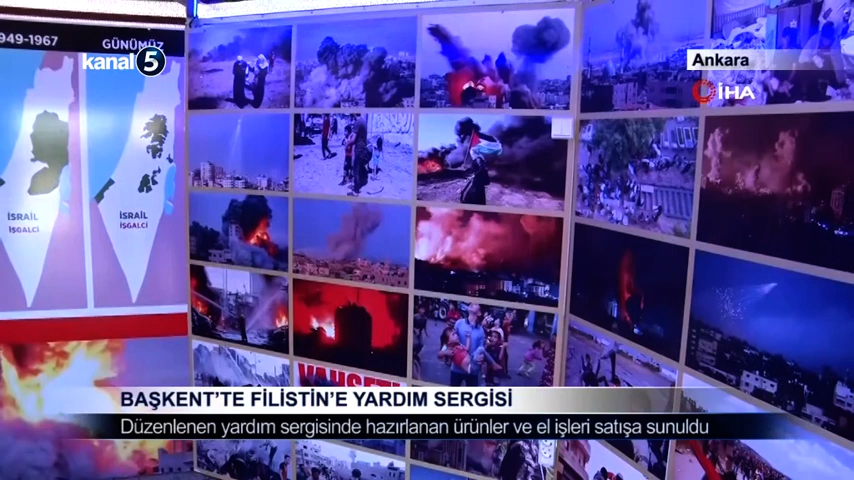 1949-1967
GÜNÜMÜZ
kanal 5
Ankara
İHA
İSRAİL
İŞGALCİ
İSRAİL
İŞGALCİ
BAŞKENT'TE FİLİSTİN'E YARDIM SERGİSİ
Düzenlenen yardım sergisinde hazırlanan ürünler ve el işleri satışa sunuldu